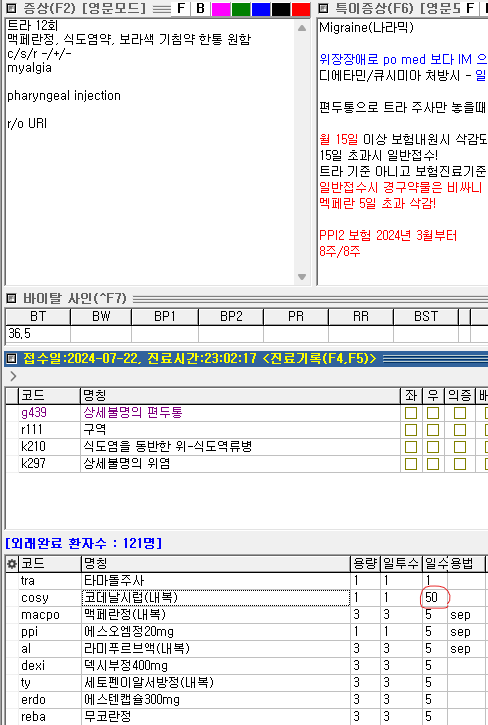 증상(F2) [영문모드] F B
트라 12회
맥페란정, 식도염약, 보라색 기침약 한통 원함
c/s/r -/+/-
myalgia
pharyngeal injection
r/o URI
특이증상(F6) [영문5 F
Migraine(나라믹)
위장장애로 po med 보다 IM 으
디에타민/큐시미아 처방시 - 일
편두통으로 트라 주사만 놓을때
월 15일 이상 보험내원시 삭감되
15일 초과시 일반접수!
트라 기준 아니고 보험진료기준
일반접수시 경구약물은 비싸니
멕페란 5일 초과 삭감!
PPI2 보험 2024년 3월부터
8주/8주
바이탈 사인(^F7)
BT BW BP1 BP2 PR RR BST
36,5
접수일:2024-07-22, 진료시간:23:02:17 <진료기록(F4,F5)>
코드 명칭 좌 우 의증 배
g439 상세불명의 편두통
r111 구역
k210 식도염을 동반한 위-식도역류병
k297 상세불명의 위염
[외래완료 환자수 : 121명]
코드 명칭 용량 일투수 일수 용법
tra 타마돌주사 1 1 1
cosy 코데날시럽(내복) 1 1 50
macpo 맥페란정(내복) 3 3 5 sep
ppi 에스오엠정20mg 1 1 5 sep
al 라미푸르브액(내복) 3 3 5 sep
dexi 덱시부정400mg 3 3 5
ty 세토펜이알서방정(내복) 3 3 5
erdo 에스텐캡슐300mg 3 3 5
reba 무코란정 3 3 5